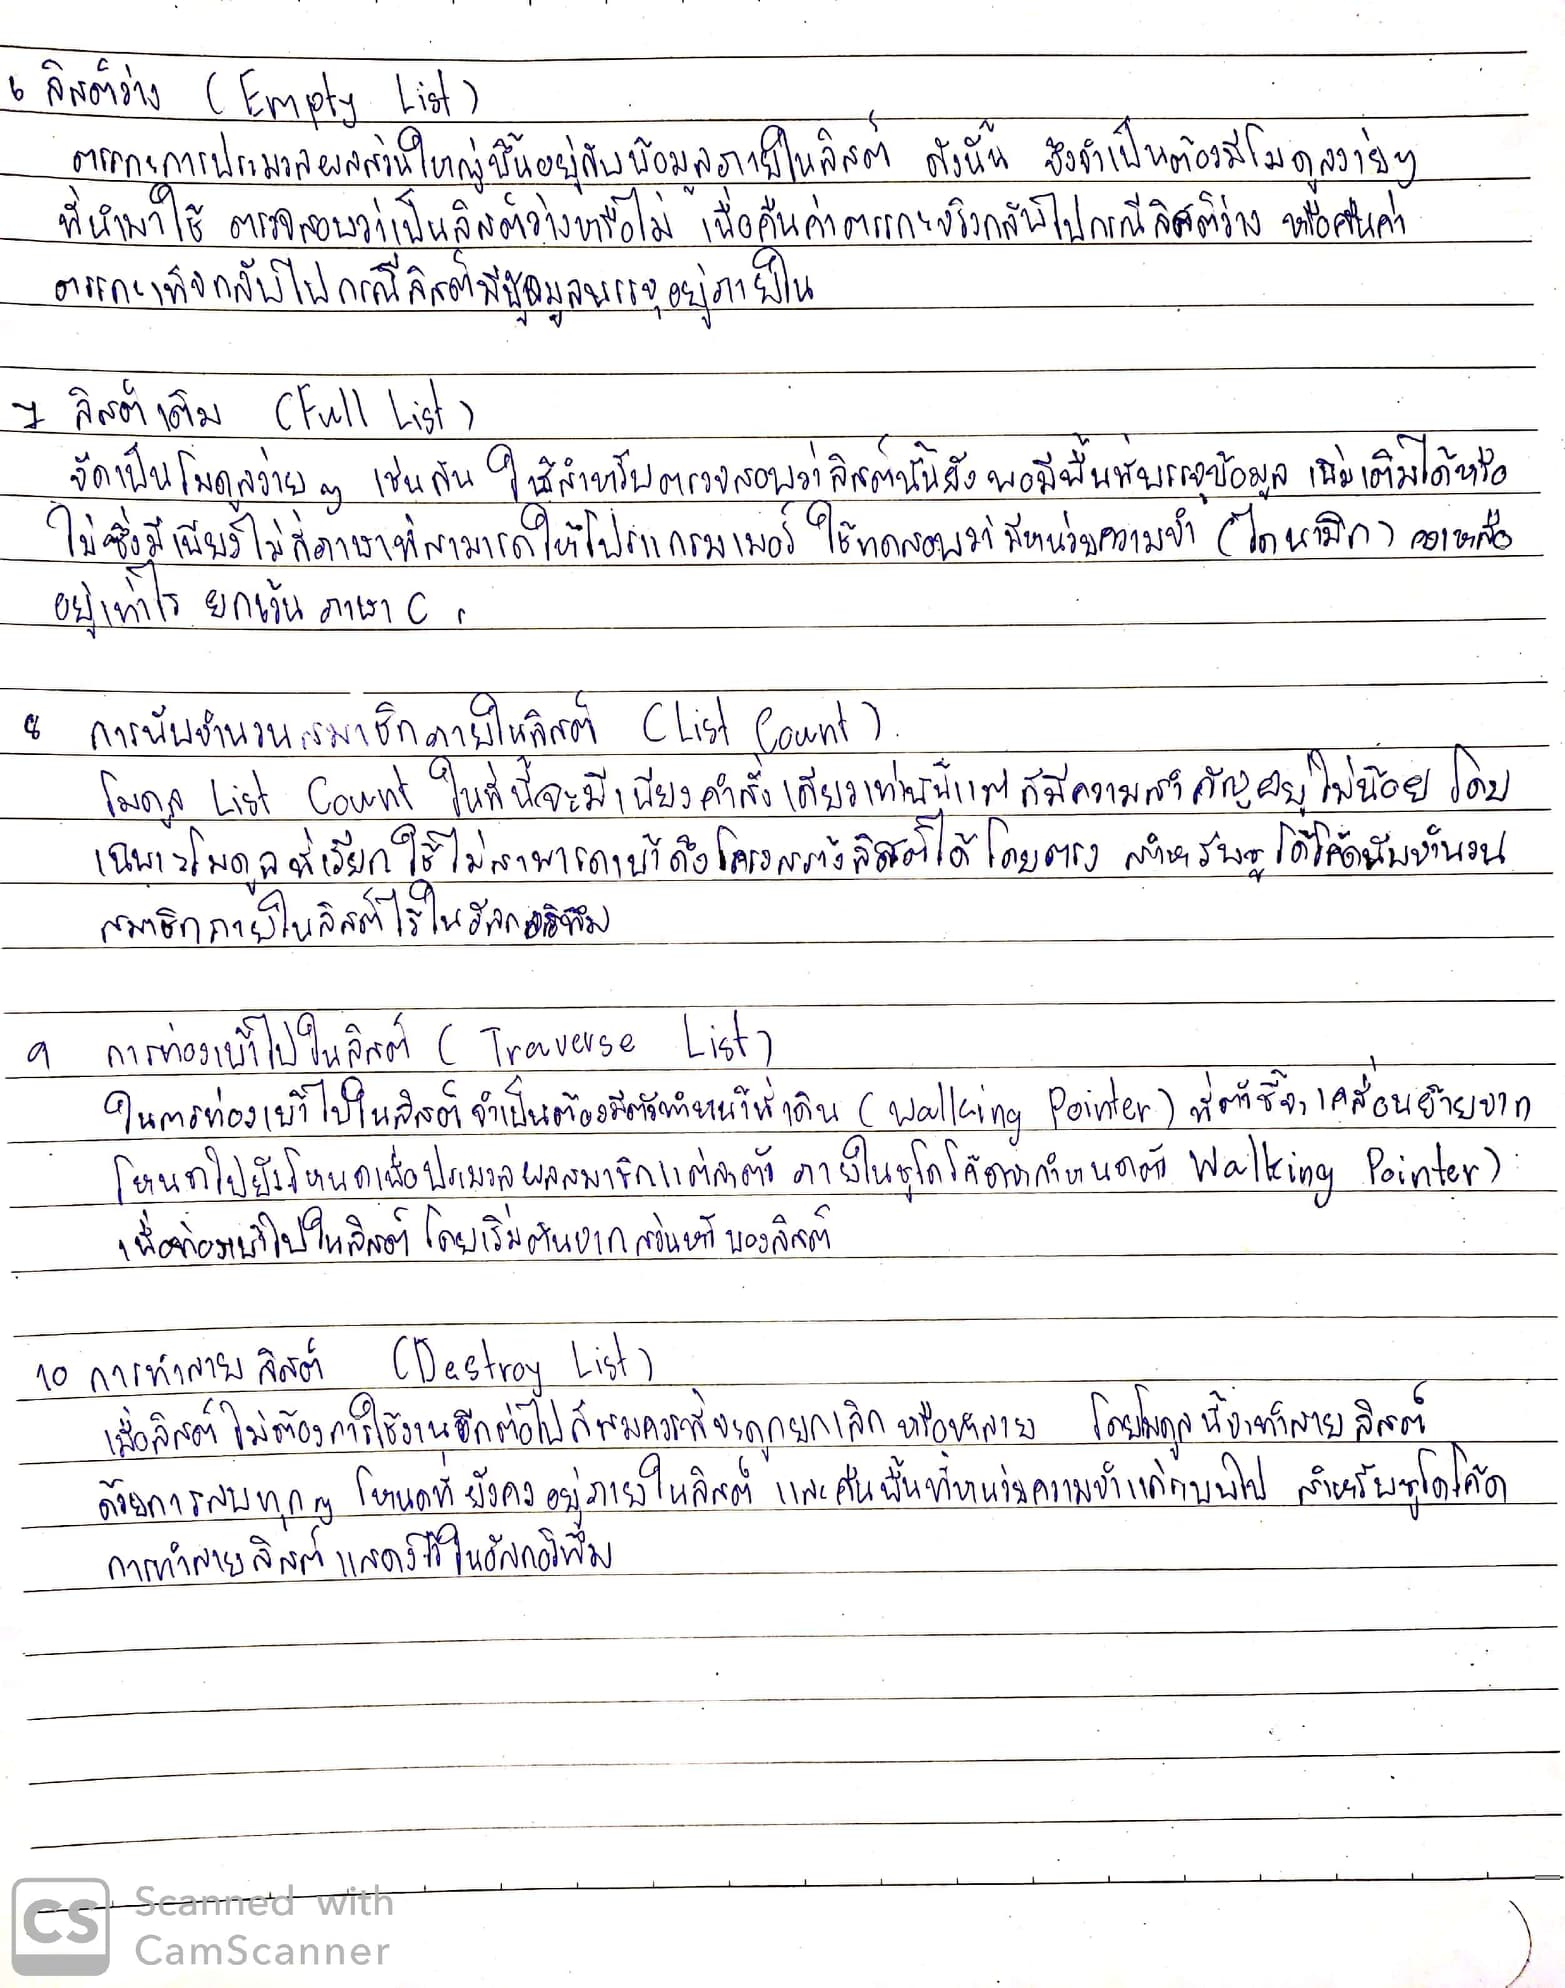 6 ลิสต์ว่าง (Empty List)
ตรรกะการประมวลผลส่วนใหญ่ขึ้นอยู่กับข้อมูลภายในลิสต์ ดังนั้น จึงจำเป็นต้องมีโมดูลง่ายๆ
ที่นำมาใช้ ตรวจสอบว่าเป็นลิสต์ว่างหรือไม่ เพื่อคืนค่าตรรกะจริงกลับไปกรณีลิสต์ว่าง หรือคืนค่า
ตรรกะเท็จกลับไปกรณีลิสต์มีข้อมูลบรรจุอยู่ภายใน
7 ลิสต์เต็ม (Full List)
จัดเป็นโมดูลง่ายๆ เช่นกัน ใช้สำหรับตรวจสอบว่าลิสต์นั้นยังพอมีพื้นที่บรรจุข้อมูล เพิ่มเติมได้หรือ
ไม่ซึ่งมีเพียงไม่กี่ภาษาที่สามารถให้โปรแกรมเมอร์ ใช้ทดสอบว่า มีหน่วยความจำ (ไดนามิก) คงเหลือ
อยู่เท่าไร ยกเว้น ภาษา C
8 การนับจำนวนสมาชิกภายในลิสต์ (List Count)
โมดูล List Count ในที่นี้จะมีเพียงคำสั่งเดียวเท่านั้นแต่ก็มีความสำคัญอยู่ไม่น้อย โดย
เฉพาะโมดูลที่เรียกใช้ไม่สามารถเข้าถึงโครงสร้างลิสต์ได้โดยตรง สำหรับซูโดโค้ดนับจำนวน
สมาชิกภายในลิสต์ไว้ในอัลกอริทึม
9 การท่องเข้าไปในลิสต์ (Traverse List)
ในการท่องเข้าไปในลิสต์จำเป็นต้องมีตัวทำหน้าที่เดิน (Walking Pointer) ที่ตัวชี้จะเคลื่อนย้ายจาก
โหนดไปยังโหนดเพื่อประมวลผลสมาชิกแต่ละตัว ภายในซูโดโค้ดจะกำหนดตัว Walking Pointer)
เพื่อท่องเข้าไปในลิสต์ โดยเริ่มต้นจากส่วนหัวของลิสต์
10 การทำลายลิสต์ (Destroy List)
เมื่อลิสต์ไม่ต้องการใช้งานอีกต่อไปก็สมควรที่จะถูกยกเลิกหรือทำลาย โดยโมดูลนี้จะทำลายลิสต์
ด้วยการลบทุกๆ โหนดที่ยังคงอยู่ภายในลิสต์ และคืนพื้นที่หน่วยความจำแก่ระบบไป สำหรับซูโดโค้ด
การทำลายลิสต์แสดงไว้ในอัลกอริทึม
CS Scanned with
CamScanner